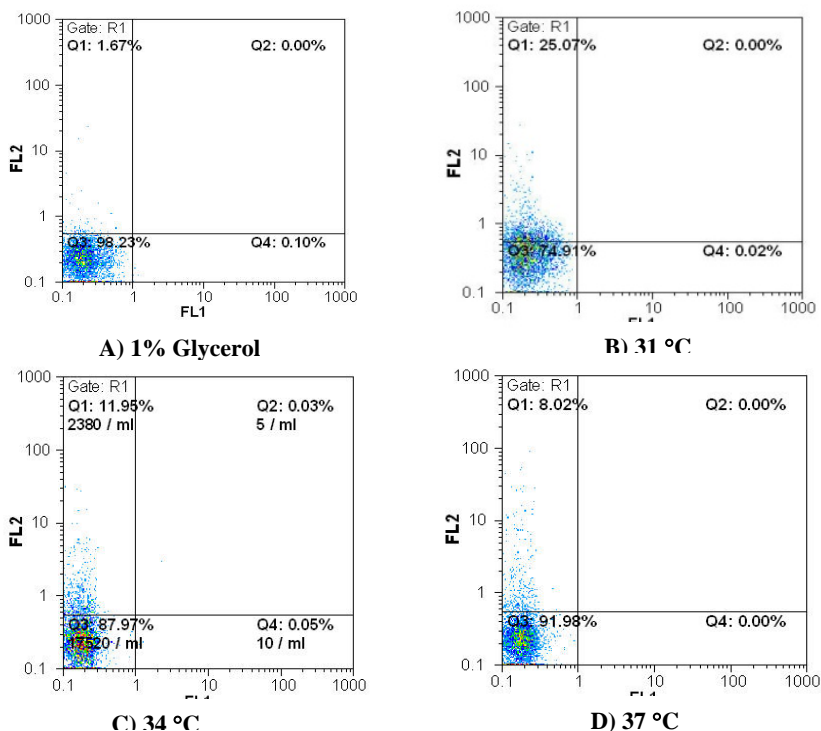 1000
Gate: R1
Q1: 1.67%
Q2: 0.00%
100
10
FL2
1
Q3: 98.23%
Q4: 0.10%
0.1
0.1
1
10
100
1000
FL1
A) 1% Glycerol
1000
Gate: R1
Q1: 25.07%
Q2: 0.00%
100
10
FL2
1
Q3: 74.91%
Q4: 0.02%
0.1
0.1
1
10
100
1000
FL1
B) 31 °C
1000
Gate: R1
Q1: 11.95%
Q2: 0.03%
2380 / ml
5 / ml
100
10
FL2
1
Q3: 87.97%
Q4: 0.05%
17520 / ml
10 / ml
0.1
0.1
1
10
100
1000
FL1
C) 34 °C
1000
Gate: R1
Q1: 8.02%
Q2: 0.00%
100
10
FL2
1
Q3: 91.98%
Q4: 0.00%
0.1
0.1
1
10
100
1000
FL1
D) 37 °C